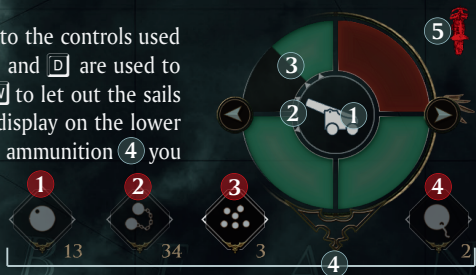 to the controls used
and D are used to
W to let out the sails
display on the lower
ammunition 4 you
5
3
2 1
1 2 3 4
13 34 3 2
4